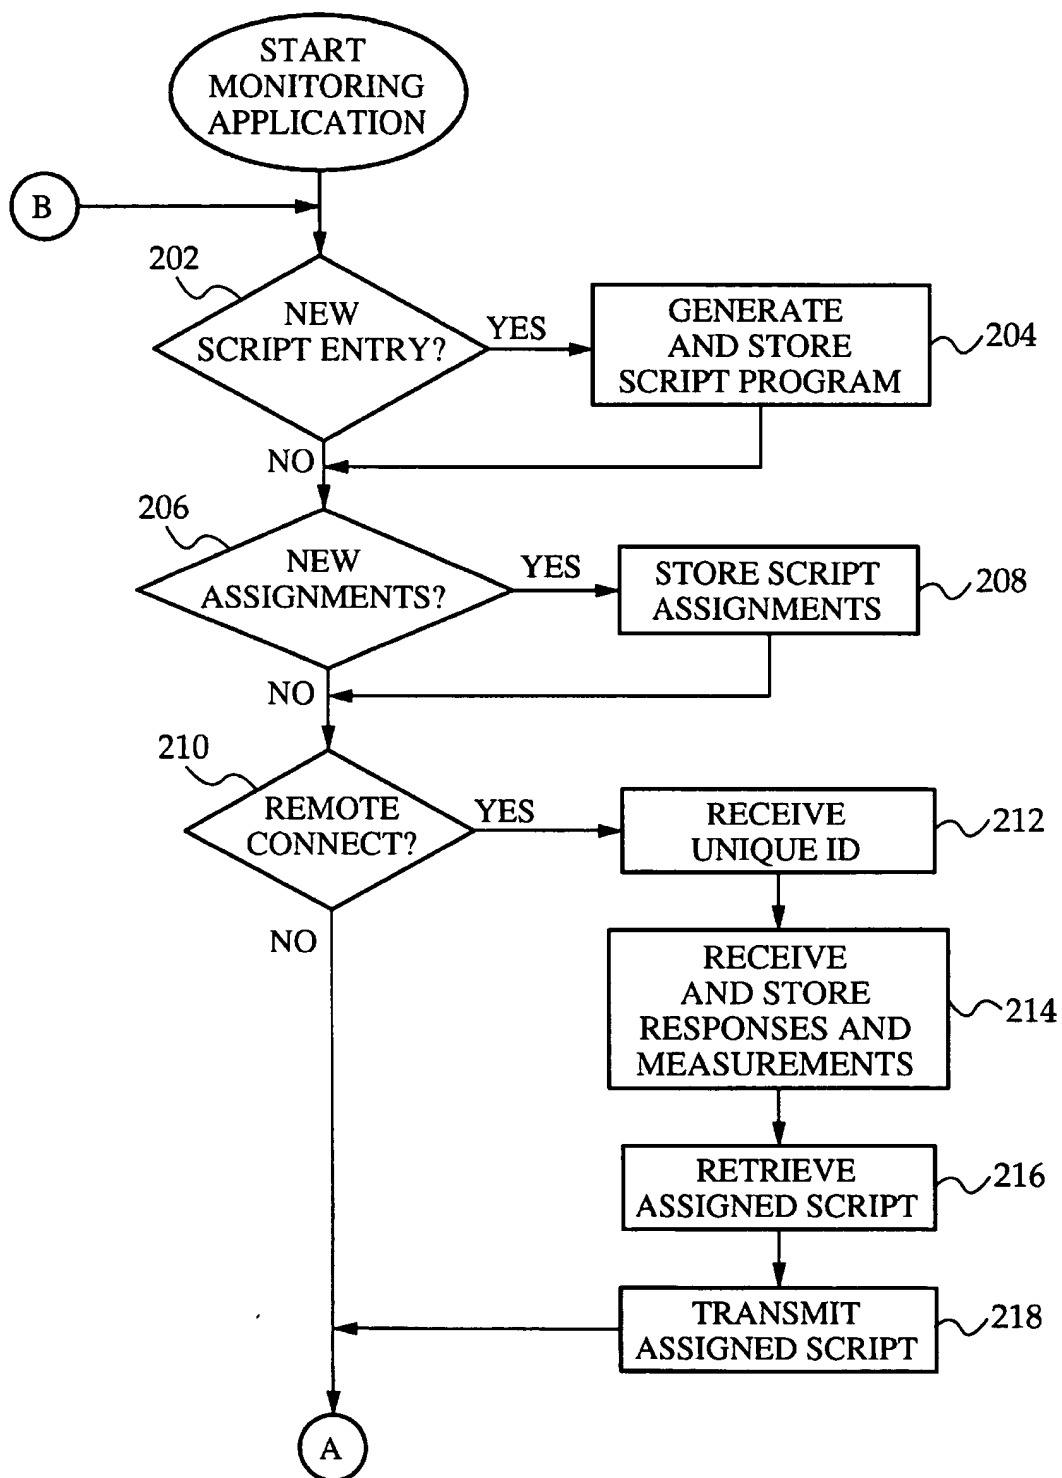 START
MONITORING
APPLICATION
B
202
NEW
SCRIPT ENTRY?
YES
GENERATE
AND STORE
SCRIPT PROGRAM
204
NO
206
NEW
ASSIGNMENTS?
YES
STORE SCRIPT
ASSIGNMENTS
208
NO
210
REMOTE
CONNECT?
YES
RECEIVE
UNIQUE ID
212
NO
RECEIVE
AND STORE
RESPONSES AND
MEASUREMENTS
214
RETRIEVE
ASSIGNED SCRIPT
216
TRANSMIT
ASSIGNED SCRIPT
218
A